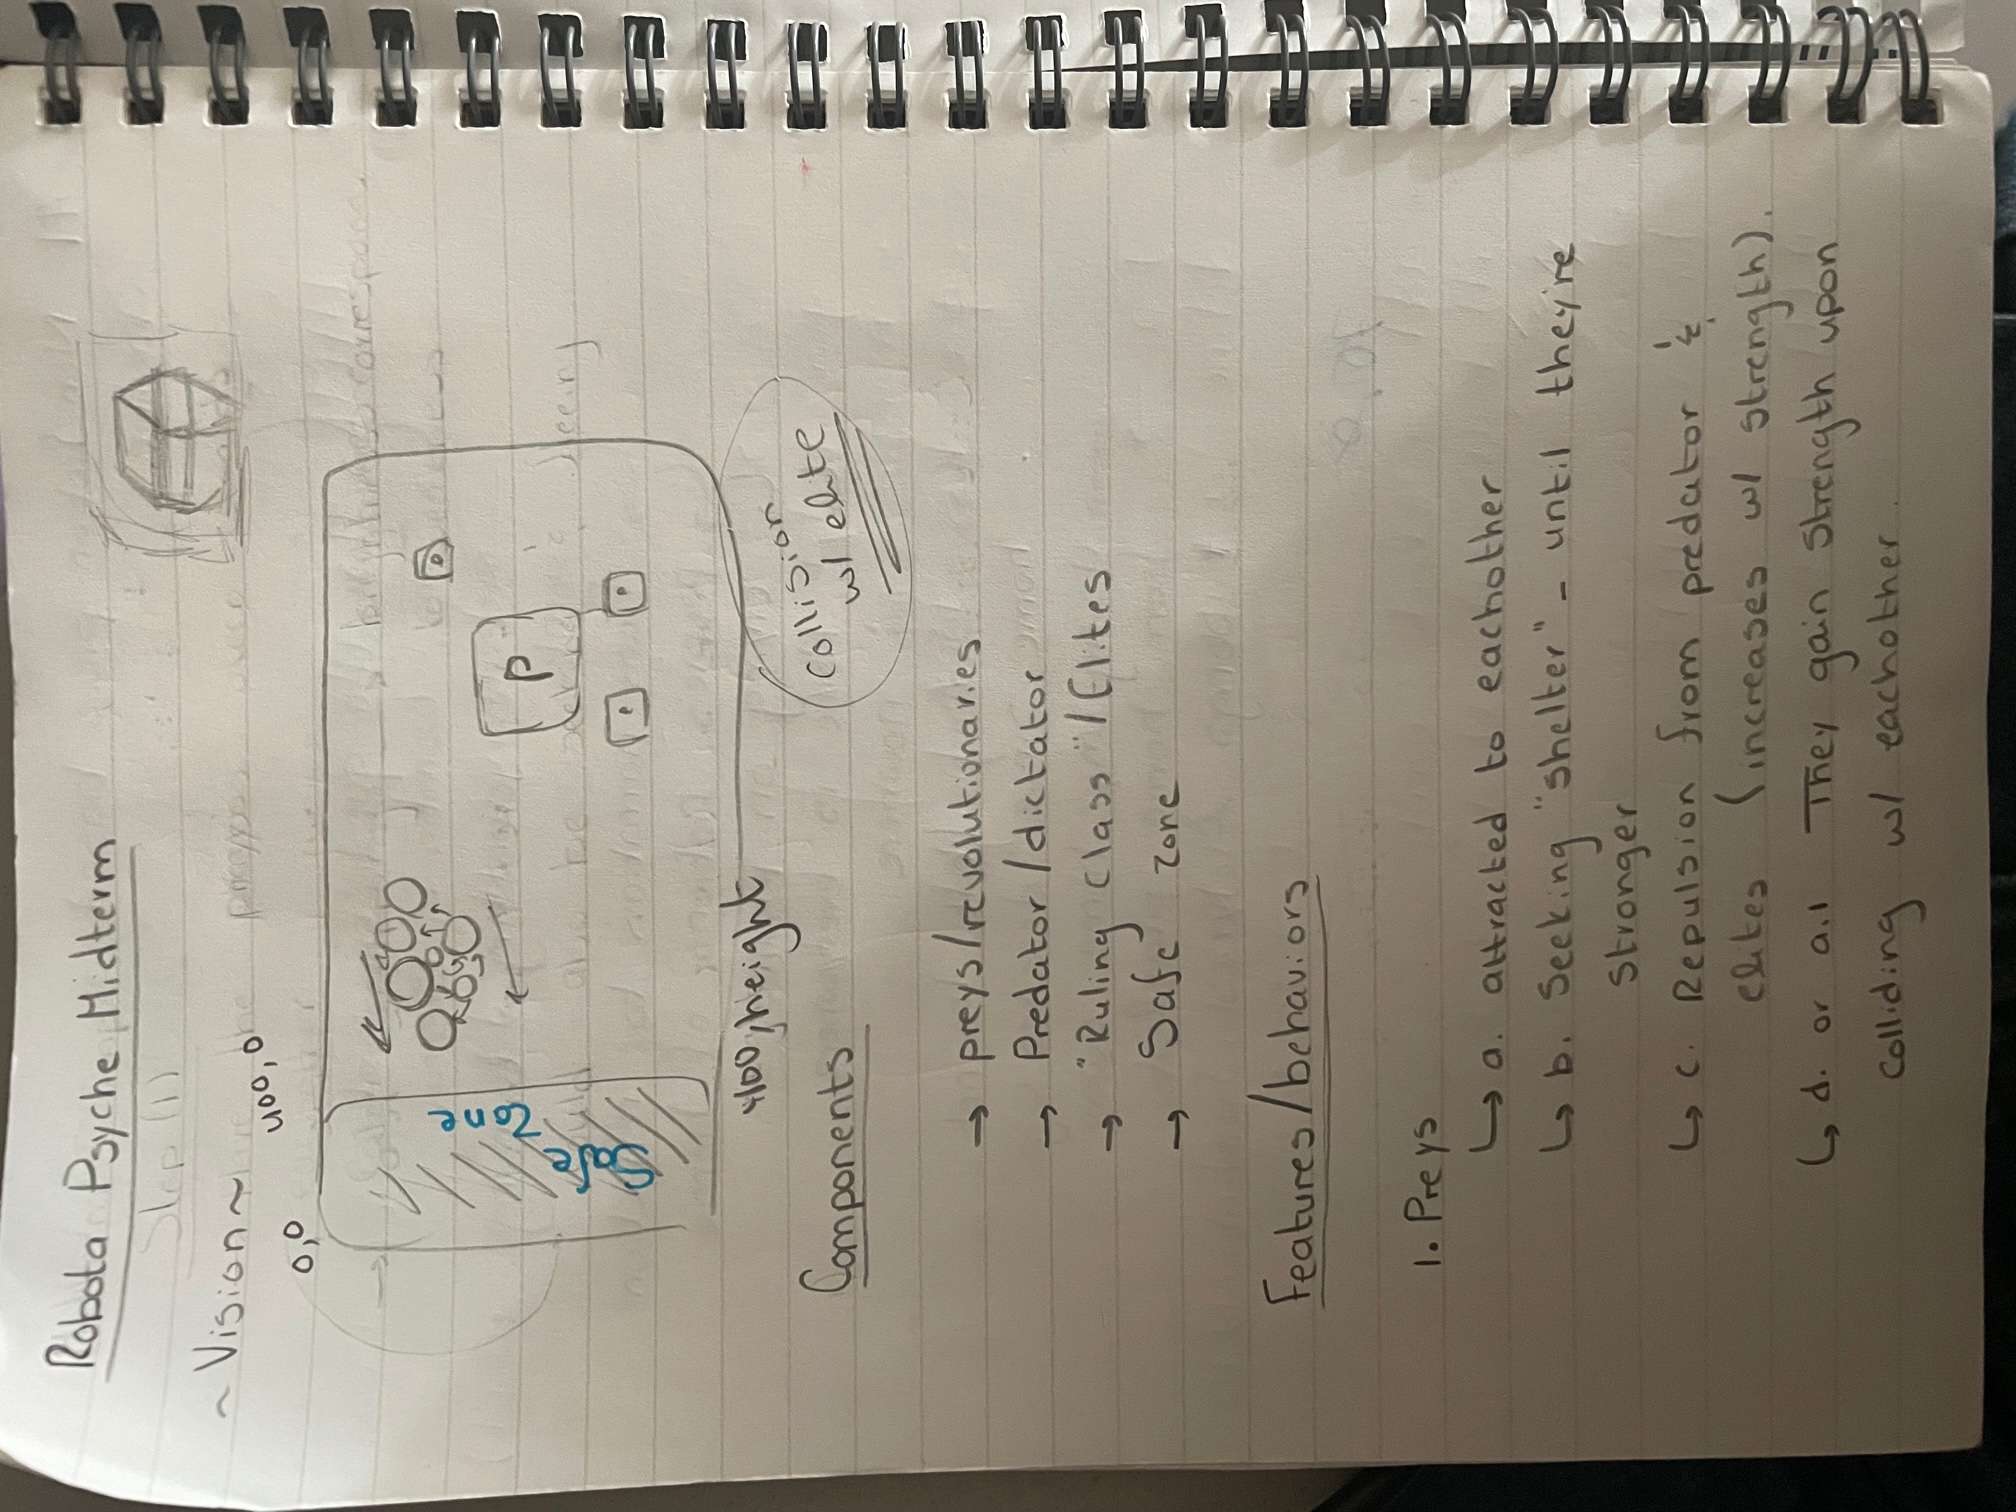 Robota Psyche Midterm
Step (1)
~ Vision ~
0,0
400,0
Safe zone
P
P
P
P
400, height
Collision
w/ elite
Components
→ preys/revolutionaries
→ Predator / dictator
→ "Ruling Class" / Elites
→ Safe zone
Features/behaviors
1. Preys
↳ a. attracted to eachother
↳ b. Seeking "shelter" - until they're
stronger
↳ c. Repulsion from predator &
elites (increases w/ strength).
↳ d. or a.1 They gain strength upon
colliding w/ eachother.